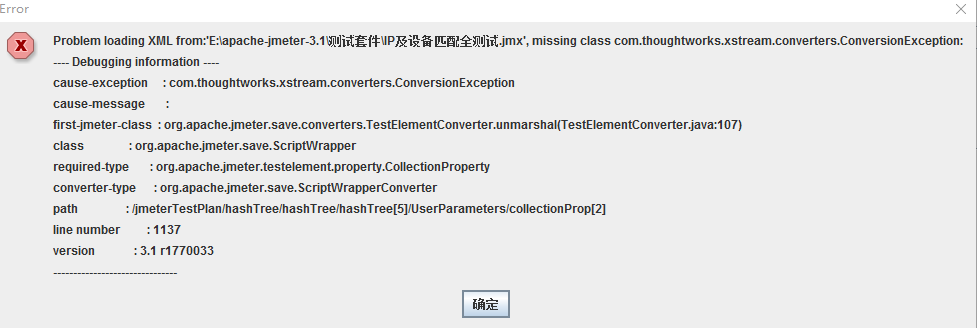 Error
Problem loading XML from:'E:\apache-jmeter-3.1\测试套件\IP及设备匹配全测试.jmx', missing class com.thoughtworks.xstream.converters.ConversionException:
---- Debugging information ----
cause-exception : com.thoughtworks.xstream.converters.ConversionException
cause-message :
first-jmeter-class : org.apache.jmeter.save.converters.TestElementConverter.unmarshal(TestElementConverter.java:107)
class : org.apache.jmeter.save.ScriptWrapper
required-type : org.apache.jmeter.testelement.property.CollectionProperty
converter-type : org.apache.jmeter.save.ScriptWrapperConverter
path : /jmeterTestPlan/hashTree/hashTree/hashTree[5]/UserParameters/collectionProp[2]
line number : 1137
version : 3.1 r1770033
-------------------------------
确定